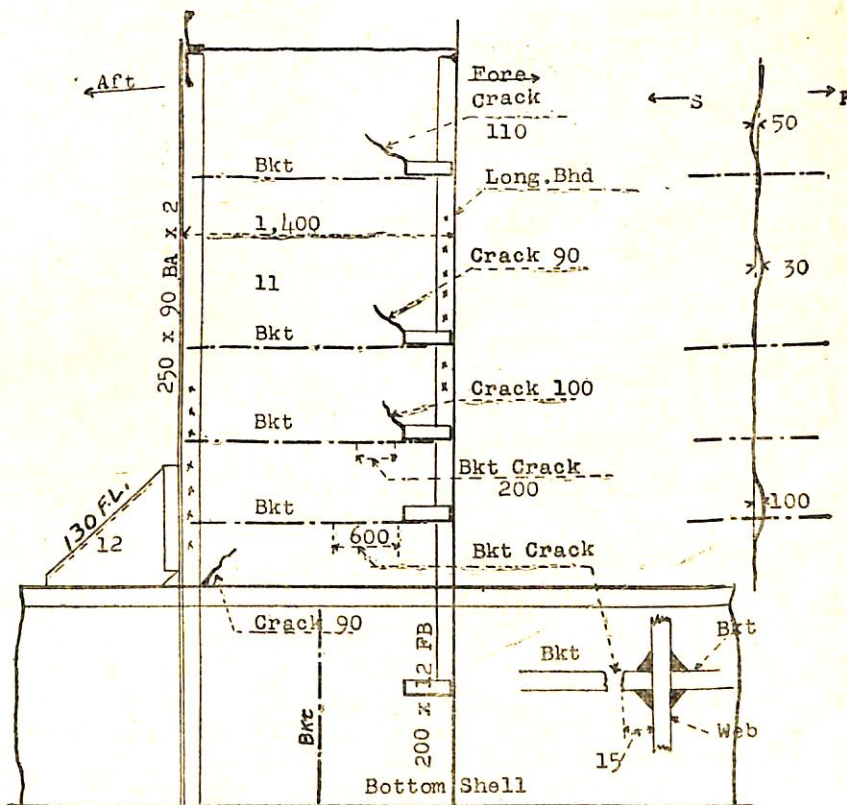 Aft
Fore
Crack
110
S
P
50
Bkt
Long.Bhd
1,400
250 x 90 BA x 2
11
Crack 90
30
Bkt
Crack 100
Bkt
Bkt Crack
200
130 F.L.
12
Bkt
600
Bkt Crack
100
Crack 90
Bkt
200 x 12 FB
Bkt
Bkt
Web
15
Bottom Shell